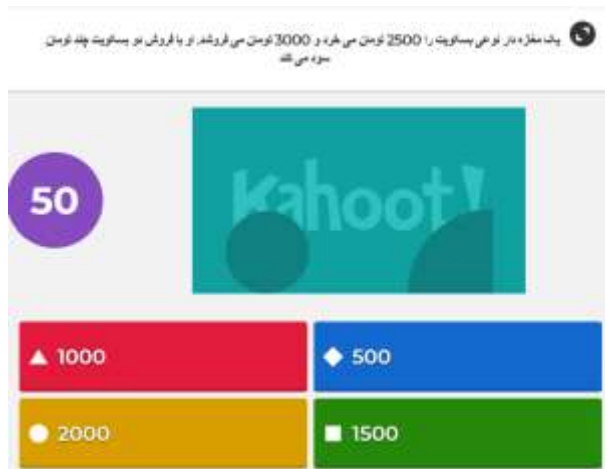 یک مغازه دار نوعی بیسکویت را 2500 تومان می خرد و 3000 تومان می فروشد. او با فروش دو بیسکویت چند تومان
سود می کند
50
Kahoot!
1000
500
2000
1500